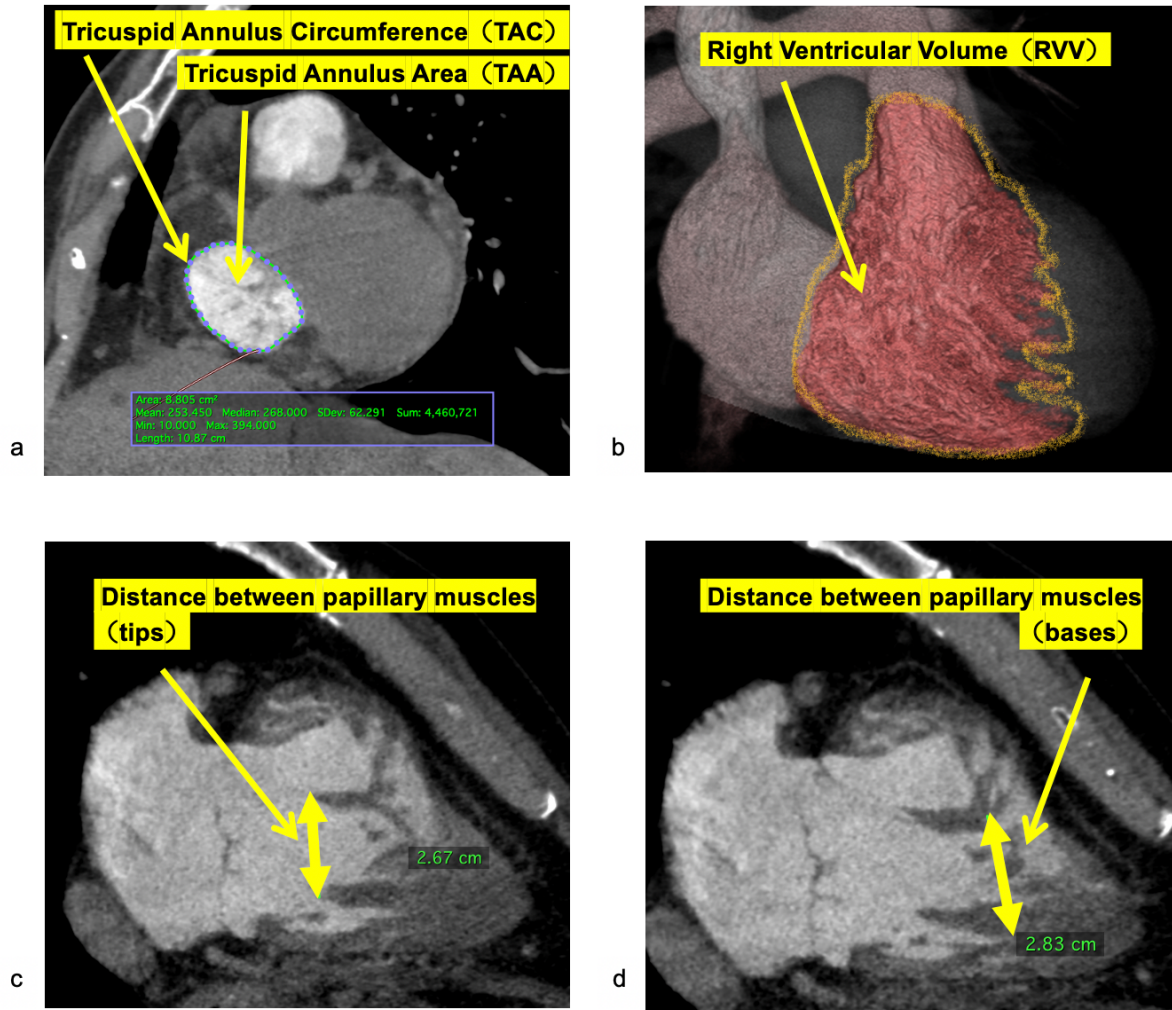 Tricuspid Annulus Circumference（TAC）
Tricuspid Annulus Area（TAA）
Area: 8.805 cm²
Mean: 253.450 Median: 268.000 SDev: 62.291 Sum: 4,460,721
Min: 10.000 Max: 394.000
Length: 10.87 cm
a
Right Ventricular Volume（RVV）
b
Distance between papillary muscles
（tips）
2.67 cm
c
Distance between papillary muscles
（bases）
2.83 cm
d